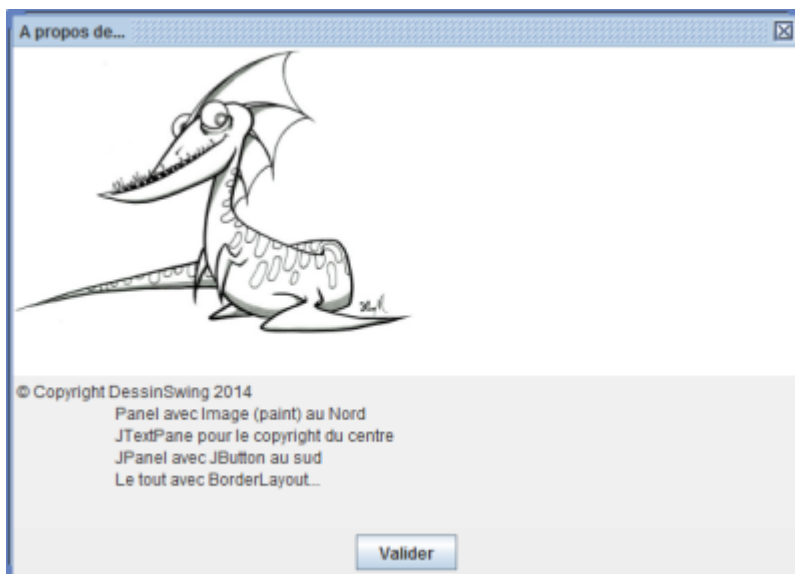 A propos de...
© Copyright DessinSwing 2014
Panel avec Image (paint) au Nord
JTextPane pour le copyright du centre
JPanel avec JButton au sud
Le tout avec BorderLayout...
Valider